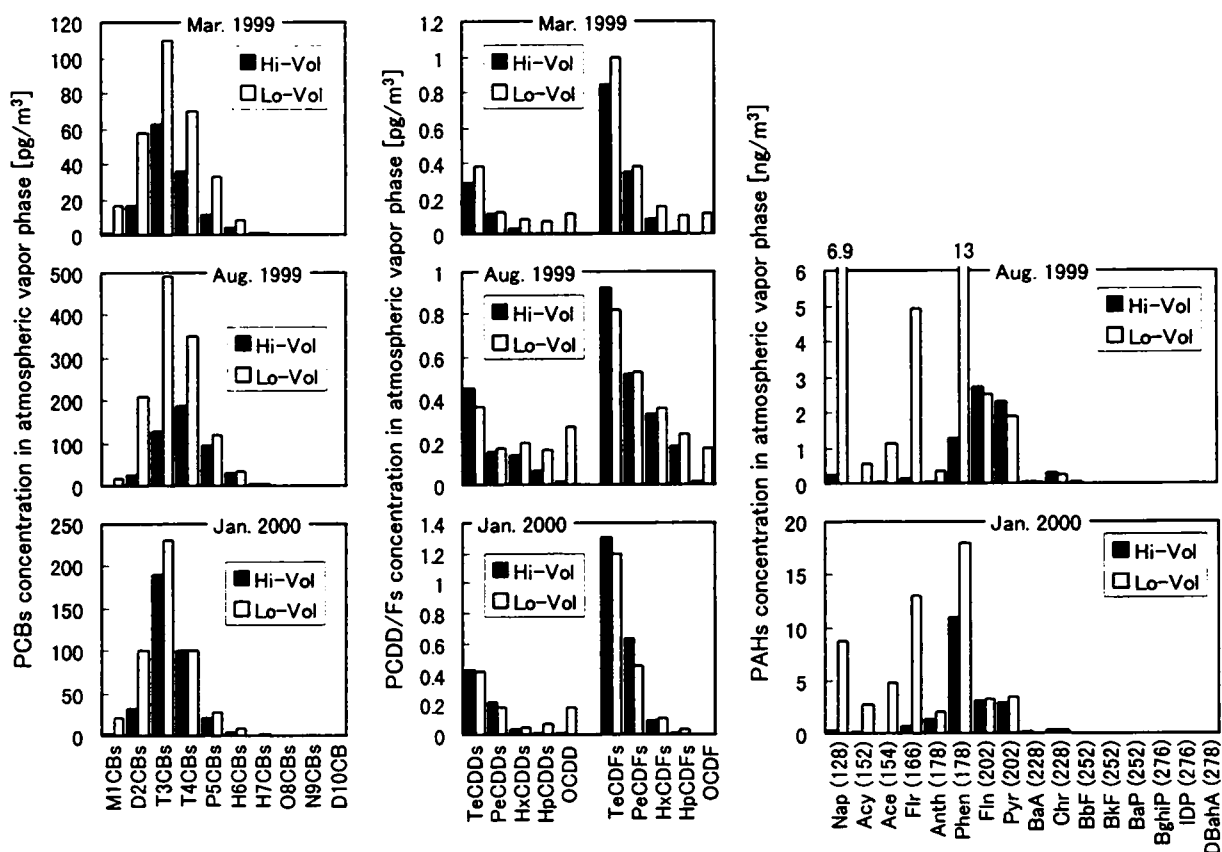 PCBs concentration in atmospheric vapor phase [pg/m³]
Mar. 1999
120
100
80
60
40
20
0
Hi-Vol
Lo-Vol
Aug. 1999
500
400
300
200
100
0
Hi-Vol
Lo-Vol
Jan. 2000
250
200
150
100
50
0
Hi-Vol
Lo-Vol
M1CBs
D2CBs
T3CBs
T4CBs
P5CBs
H6CBs
H7CBs
O8CBs
N9CBs
D10CB
PCDD/Fs concentration in atmospheric vapor phase [pg/m³]
Mar. 1999
1.2
1
0.8
0.6
0.4
0.2
0
Hi-Vol
Lo-Vol
Aug. 1999
1
0.8
0.6
0.4
0.2
0
Hi-Vol
Lo-Vol
Jan. 2000
1.4
1.2
1
0.8
0.6
0.4
0.2
0
Hi-Vol
Lo-Vol
TeCDDs
PeCDDs
HxCDDs
HpCDDs
OCDD
TeCDFs
PeCDFs
HxCDFs
HpCDFs
OCDF
PAHs concentration in atmospheric vapor phase [ng/m³]
6.9
13
Aug. 1999
6
5
4
3
2
1
0
Hi-Vol
Lo-Vol
Jan. 2000
20
15
10
5
0
Hi-Vol
Lo-Vol
Nap (128)
Acy (152)
Ace (154)
Flr (166)
Anth (178)
Phen (178)
Fln (202)
Pyr (202)
BaA (228)
Chr (228)
BbF (252)
BkF (252)
BaP (252)
BghiP (276)
IDP (276)
DBahA (278)